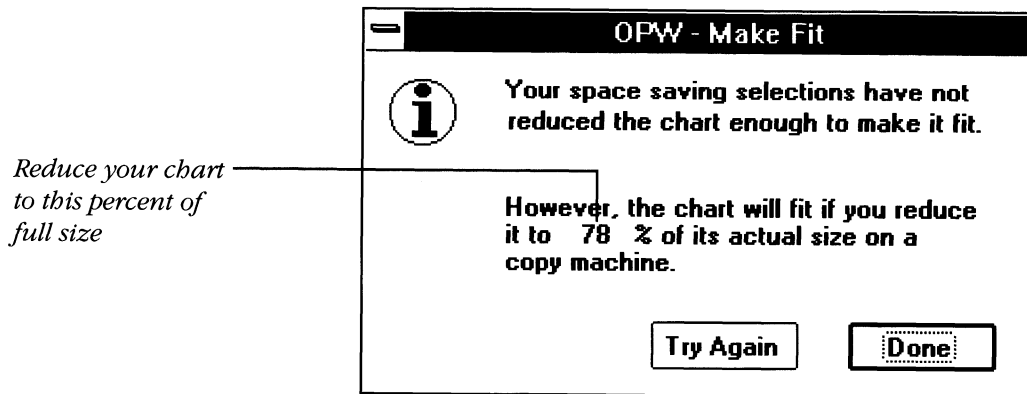 OPW - Make Fit
Your space saving selections have not
reduced the chart enough to make it fit.
Reduce your chart
to this percent of
full size
However, the chart will fit if you reduce
it to 78 % of its actual size on a
copy machine.
Try Again
Done